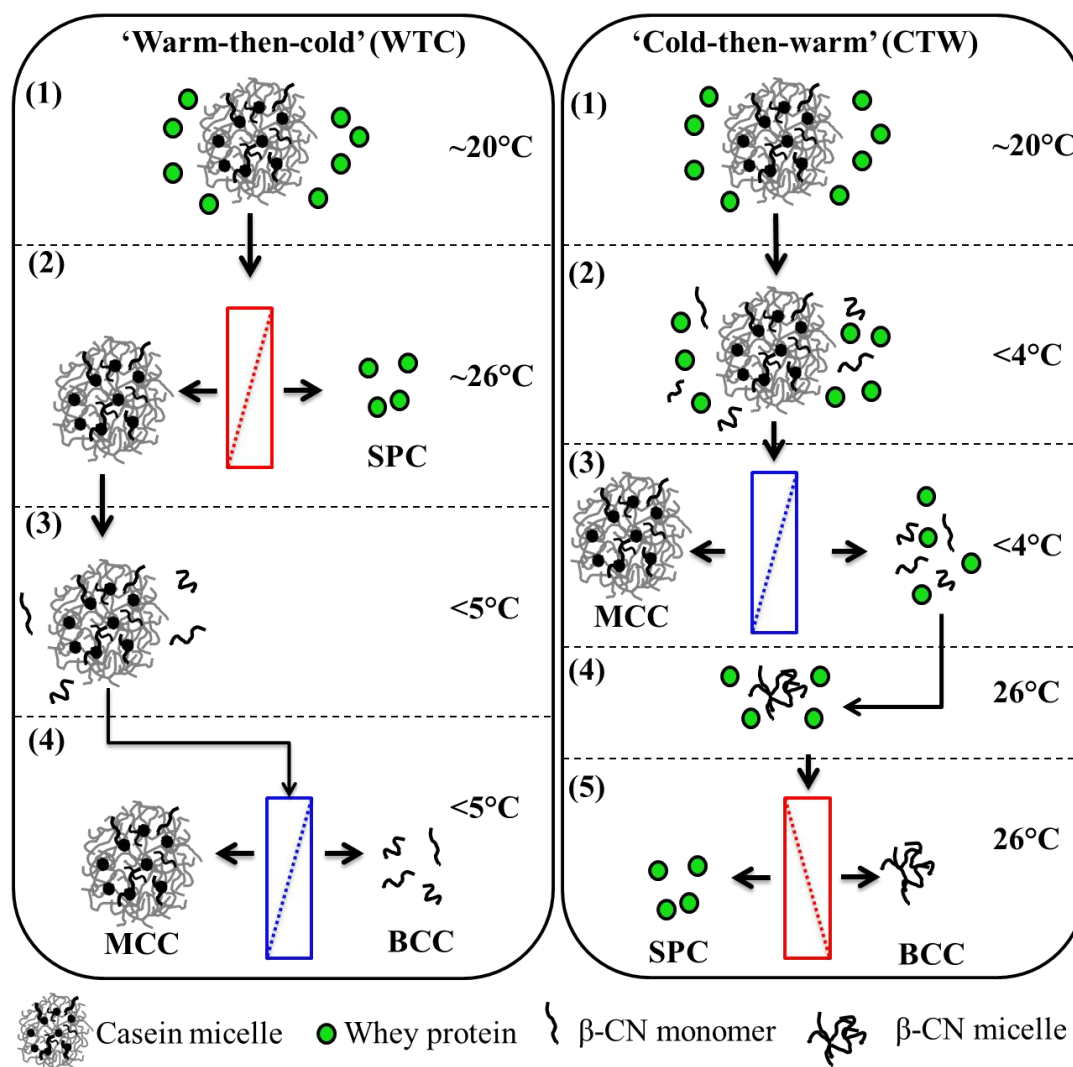 ‘Warm-then-cold’ (WTC)
(1)
~20°C
(2)
~26°C
SPC
(3)
<5°C
(4)
<5°C
MCC
BCC
‘Cold-then-warm’ (CTW)
(1)
~20°C
(2)
<4°C
(3)
<4°C
MCC
(4)
26°C
(5)
26°C
SPC
BCC
Casein micelle
Whey protein
β-CN monomer
β-CN micelle